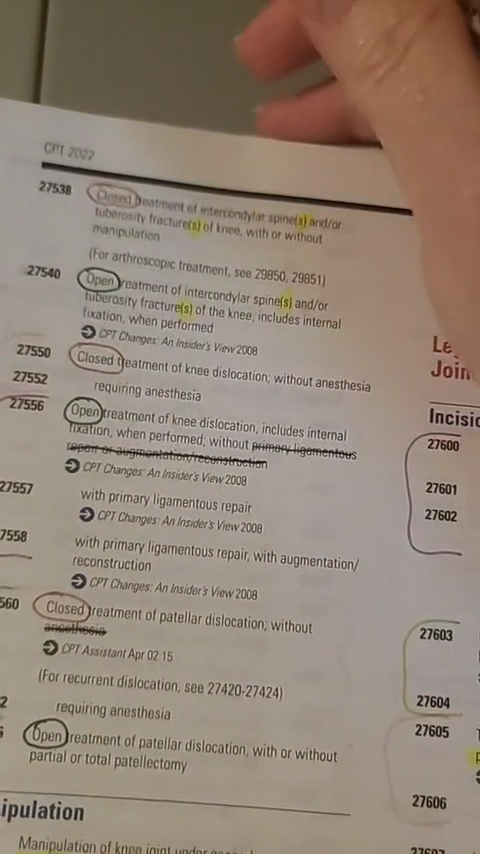 CPT 2022
27538 Closed treatment of intercondylar spine(s) and/or
tuberosity fracture(s) of knee, with or without
manipulation
(For arthroscopic treatment, see 29850, 29851)
27540 Open treatment of intercondylar spine(s) and/or
tuberosity fracture(s) of the knee, includes internal
fixation, when performed
CPT Changes: An Insider's View 2008
27550 Closed treatment of knee dislocation; without anesthesia
27552 requiring anesthesia
27556 Open treatment of knee dislocation, includes internal
fixation, when performed; without primary ligamentous
repair or augmentation/reconstruction
CPT Changes: An Insider's View 2008
27557 with primary ligamentous repair
CPT Changes: An Insider's View 2008
7558 with primary ligamentous repair, with augmentation/
reconstruction
CPT Changes: An Insider's View 2008
560 Closed treatment of patellar dislocation; without
anesthesia
CPT Assistant Apr 02:15
(For recurrent dislocation, see 27420-27424)
2 requiring anesthesia
Open treatment of patellar dislocation, with or without
partial or total patellectomy
ipulation
Manipulation of knee joint under
Le
Join
Incisi
27600
27601
27602
27603
27604
27605
27606